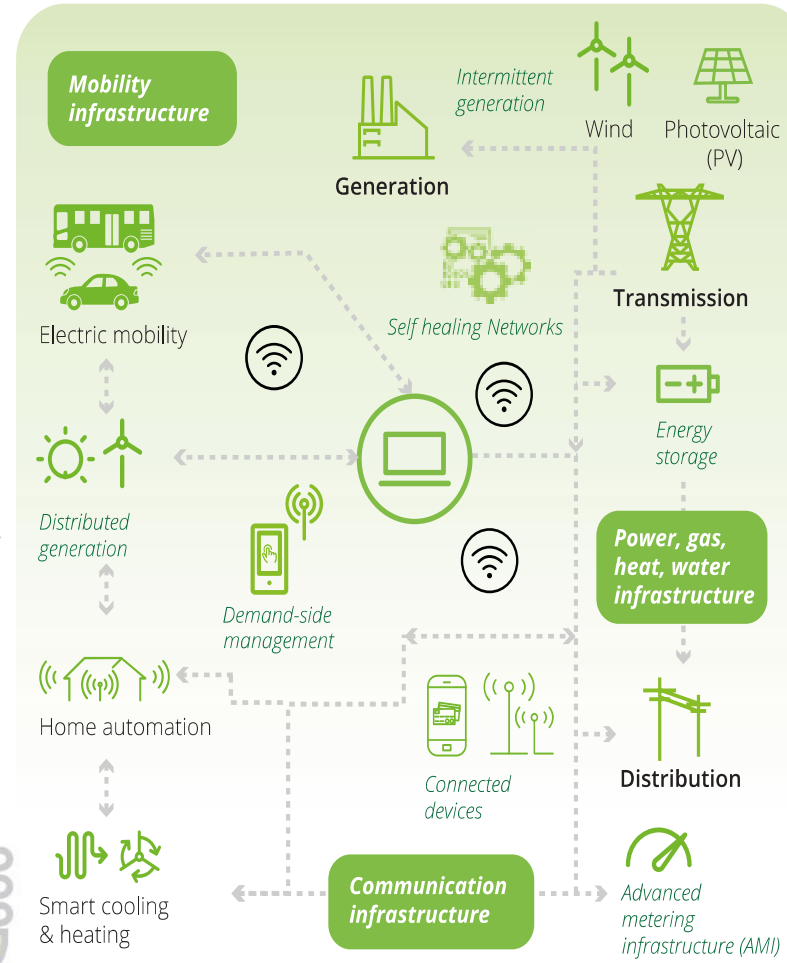 Mobility
infrastructure
Intermittent
generation
Wind
Photovoltaic
(PV)
Generation
Transmission
Self healing Networks
Electric mobility
Energy
storage
Distributed
generation
Power, gas,
heat, water
infrastructure
Demand-side
management
Home automation
Connected
devices
Distribution
Smart cooling
& heating
Communication
infrastructure
Advanced
metering
infrastructure (AMI)